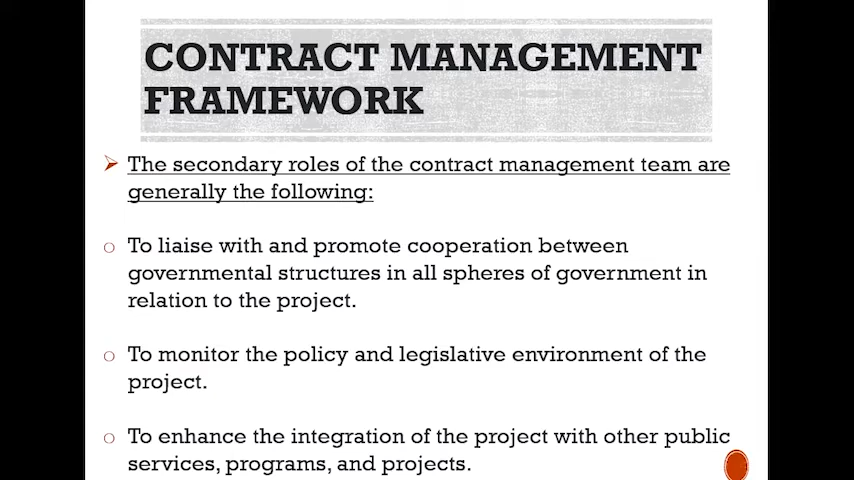 CONTRACT MANAGEMENT
FRAMEWORK
The secondary roles of the contract management team are
generally the following:
To liaise with and promote cooperation between
governmental structures in all spheres of government in
relation to the project.
To monitor the policy and legislative environment of the
project.
To enhance the integration of the project with other public
services, programs, and projects.